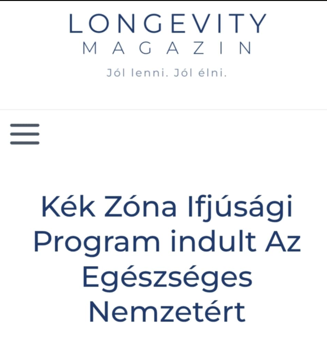 LONGEVITY
MAGAZIN
Jól lenni. Jól élni.
Kék Zóna Ifjúsági
Program indult Az
Egészséges
Nemzetért